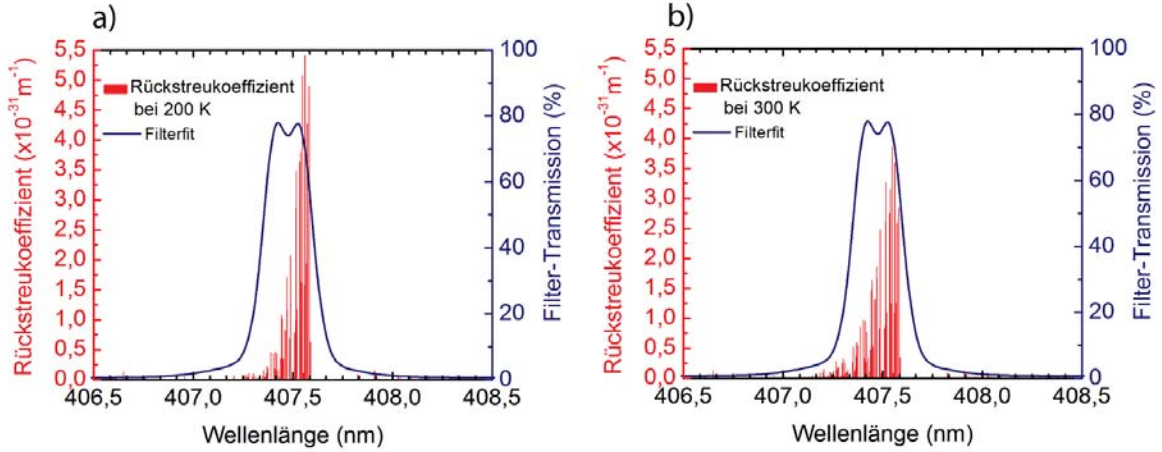 a)
Rückstreukoeffizient (x10⁻³¹m⁻¹)
5,5
5,0
4,5
4,0
3,5
3,0
2,5
2,0
1,5
1,0
0,5
0,0
Rückstreukoeffizient
bei 200 K
Filterfit
100
80
60
40
20
0
Filter-Transmission (%)
406,5 407,0 407,5 408,0 408,5
Wellenlänge (nm)
b)
Rückstreukoeffizient (x10⁻³¹m⁻¹)
5,5
5,0
4,5
4,0
3,5
3,0
2,5
2,0
1,5
1,0
0,5
0,0
Rückstreukoeffizient
bei 300 K
Filterfit
100
80
60
40
20
0
Filter-Transmission (%)
406,5 407,0 407,5 408,0 408,5
Wellenlänge (nm)